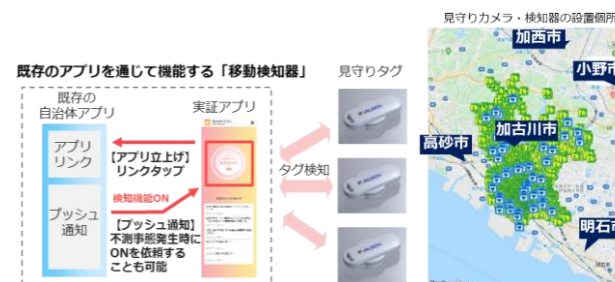 見守りカメラ・検知器の設置個所
既存のアプリを通じて機能する「移動検知器」
見守りタグ
既存の
自治体アプリ
実証アプリ
アプリ
リンク
【アプリ立上げ】
リンクタップ
検知機能ON
プッシュ
通知
【プッシュ通知】
不測事態発生時に
ONを依頼する
ことも可能
タグ検知
加西市
小野市
加古川市
高砂市
明石市